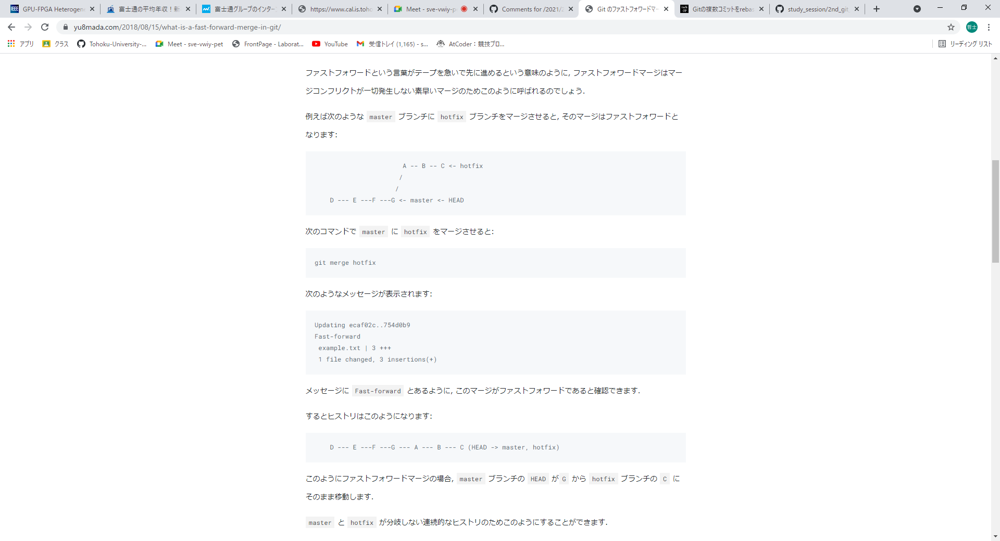 GPU-FPGA Heterogene
富士通の平均年収！新
富士通グループのインター
https://www.cal.is.toho
Meet - sve-vwiy-p
Comments for /2021/2
Git のファストフォワードマー
Gitの複数コミットをrebas
study_session/2nd_git
yu8mada.com/2018/08/15/what-is-a-fast-forward-merge-in-git/
哲士
アプリ
クラス
Tohoku-University-...
Meet - sve-vwiy-pet
FrontPage - Laborat...
YouTube
受信トレイ (1,165) - s...
AtCoder：競技プロ...
リーディング リスト
ファストフォワードという言葉がテープを急いで先に進めるという意味のように, ファストフォワードマージはマー
ジコンフリクトが一切発生しない素早いマージのためこのように呼ばれるのでしょう.
例えば次のような master ブランチに hotfix ブランチをマージさせると, そのマージはファストフォワードと
なります:
A -- B -- C <- hotfix
/
/
D --- E ---F ---G <- master <- HEAD
次のコマンドで master に hotfix をマージさせると:
git merge hotfix
次のようなメッセージが表示されます:
Updating ecaf02c..754d0b9
Fast-forward
example.txt | 3 +++
1 file changed, 3 insertions(+)
メッセージに Fast-forward とあるように, このマージがファストフォワードであると確認できます.
するとヒストリはこのようになります:
D --- E ---F ---G --- A --- B --- C (HEAD -> master, hotfix)
このようにファストフォワードマージの場合, master ブランチの HEAD が G から hotfix ブランチの C に
そのまま移動します.
master と hotfix が分岐しない連続的なヒストリのためこのようにすることができます.